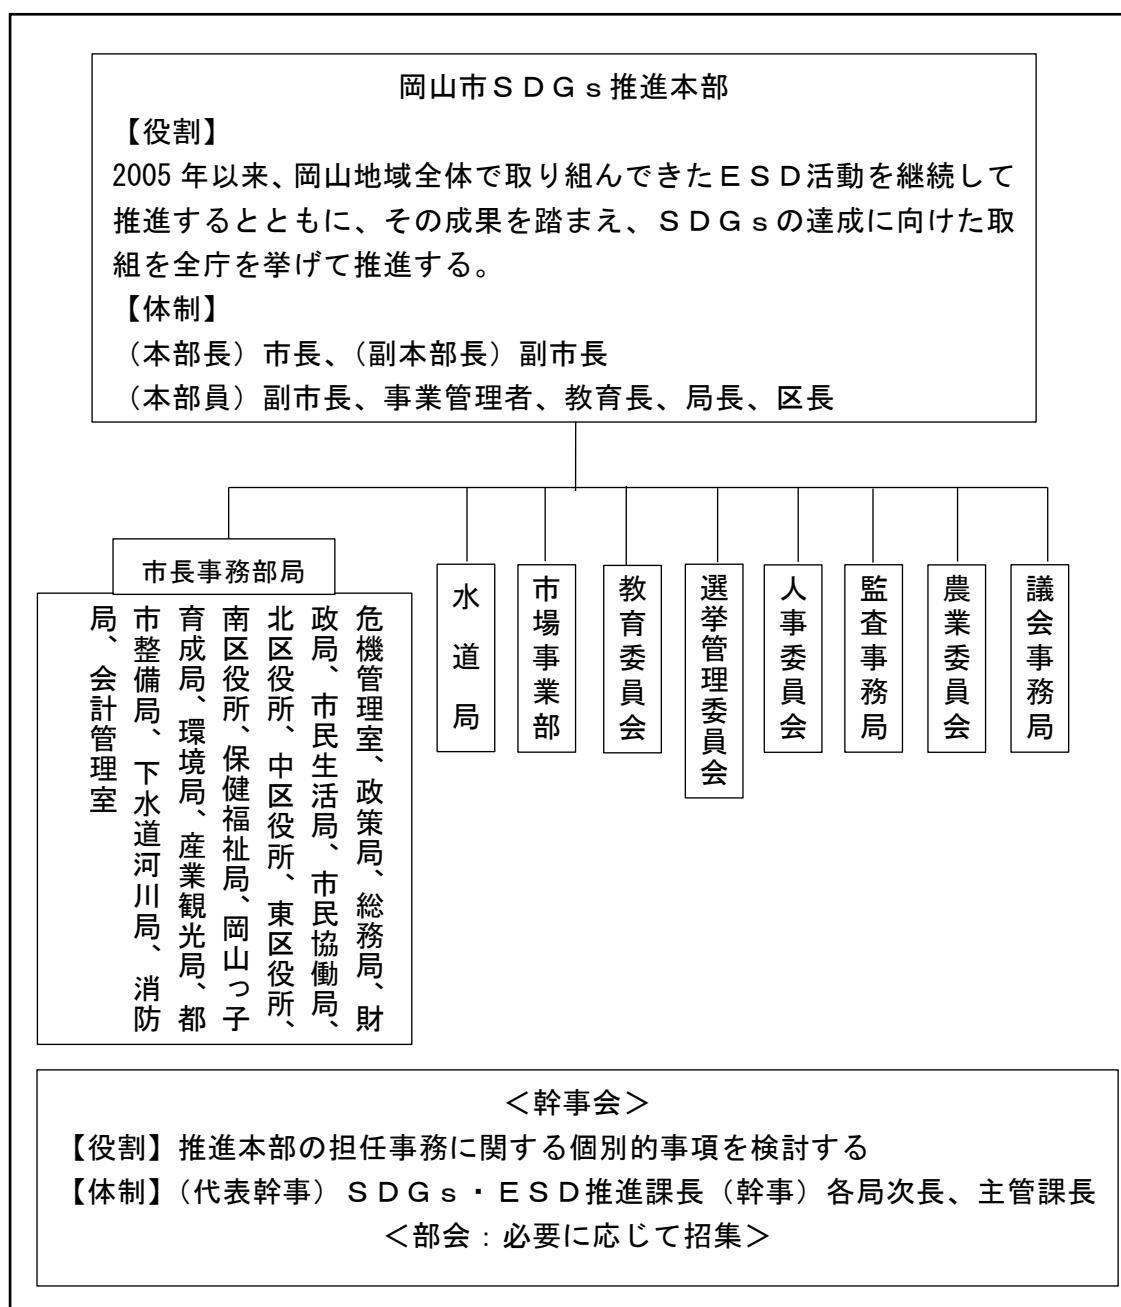 岡山市ＳＤＧｓ推進本部
【役割】
2005年以来、岡山地域全体で取り組んできたＥＳＤ活動を継続して
推進するとともに、その成果を踏まえ、ＳＤＧｓの達成に向けた取
組を全庁を挙げて推進する。
【体制】
（本部長）市長、（副本部長）副市長
（本部員）副市長、事業管理者、教育長、局長、区長
市長事務部局
危機管理室、政策局、総務局、財
政局、市民生活局、市民協働局、
北区役所、中区役所、東区役所、
南区役所、保健福祉局、岡山っ子
育成局、環境局、産業観光局、都
市整備局、下水道河川局、消防
局、会計管理室
水道局
市場事業部
教育委員会
選挙管理委員会
人事委員会
監査事務局
農業委員会
議会事務局
＜幹事会＞
【役割】推進本部の担任事務に関する個別的事項を検討する
【体制】（代表幹事）ＳＤＧｓ・ＥＳＤ推進課長（幹事）各局次長、主管課長
＜部会：必要に応じて招集＞